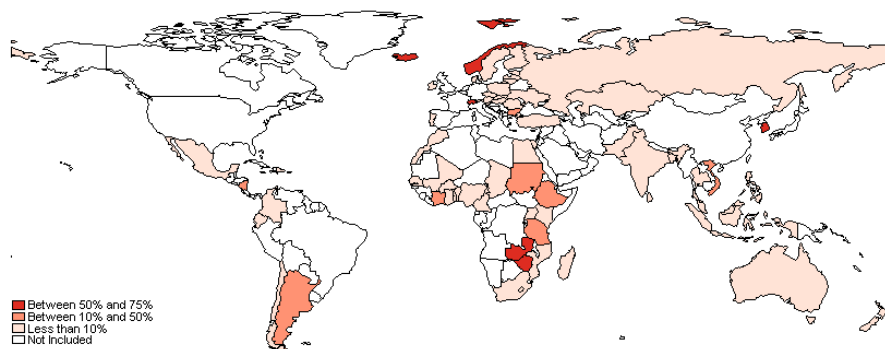 Between 50% and 75%
Between 10% and 50%
Less than 10%
Not Included